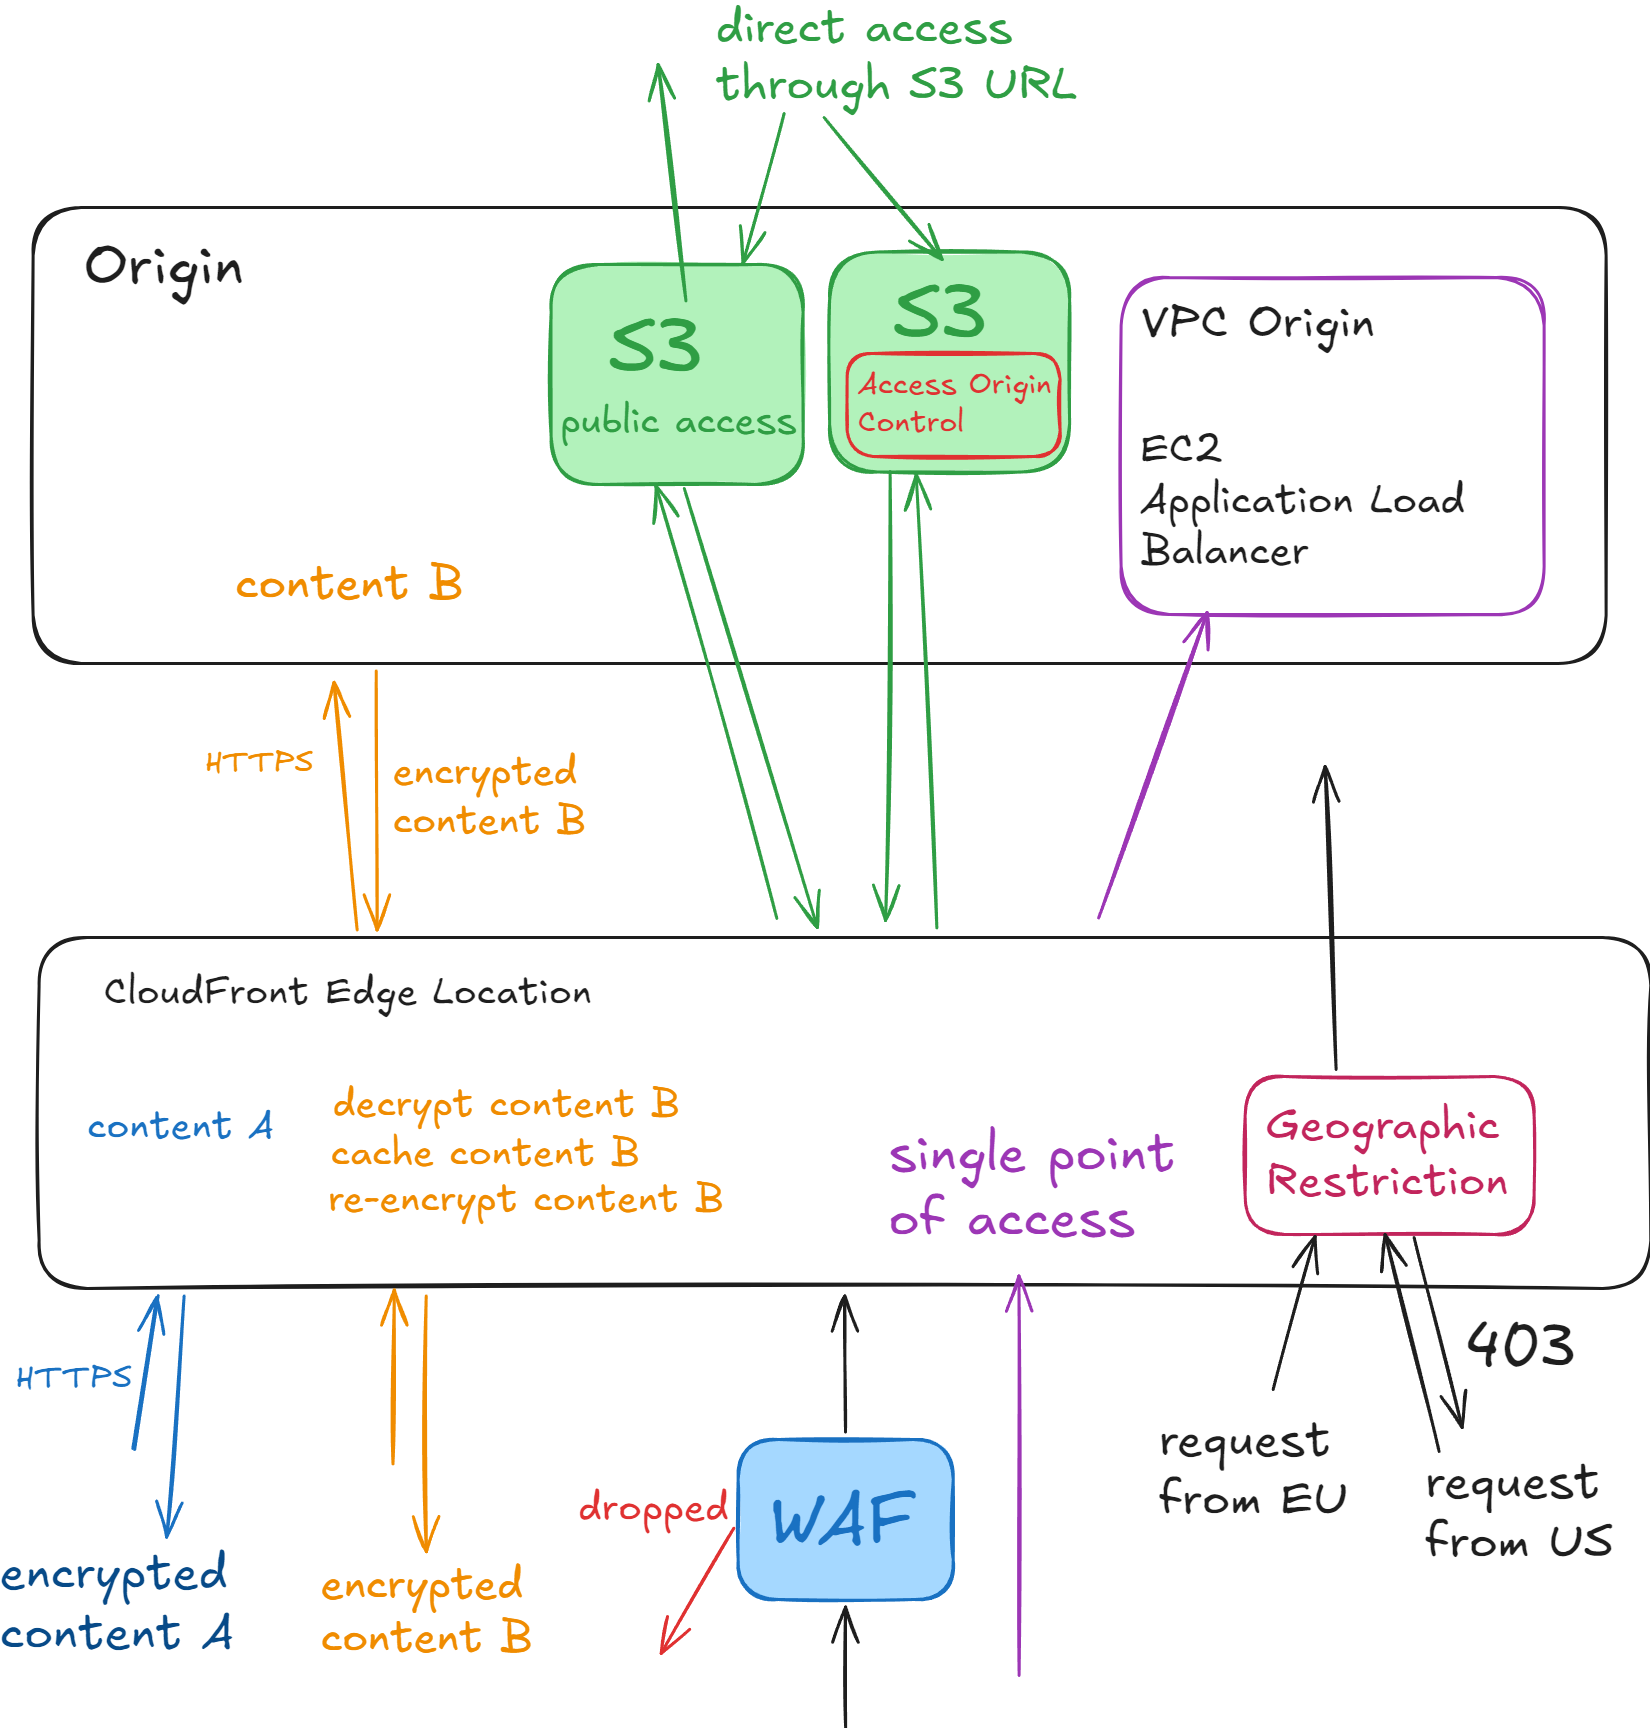 direct access
through S3 URL
Origin
S3
public access
S3
Access Origin
Control
VPC Origin
EC2
Application Load
Balancer
content B
HTTPS
encrypted
content B
CloudFront Edge Location
content A
decrypt content B
cache content B
re-encrypt content B
single point
of access
Geographic
Restriction
HTTPS
403
request
from EU
request
from US
dropped
WAF
encrypted
content A
encrypted
content B